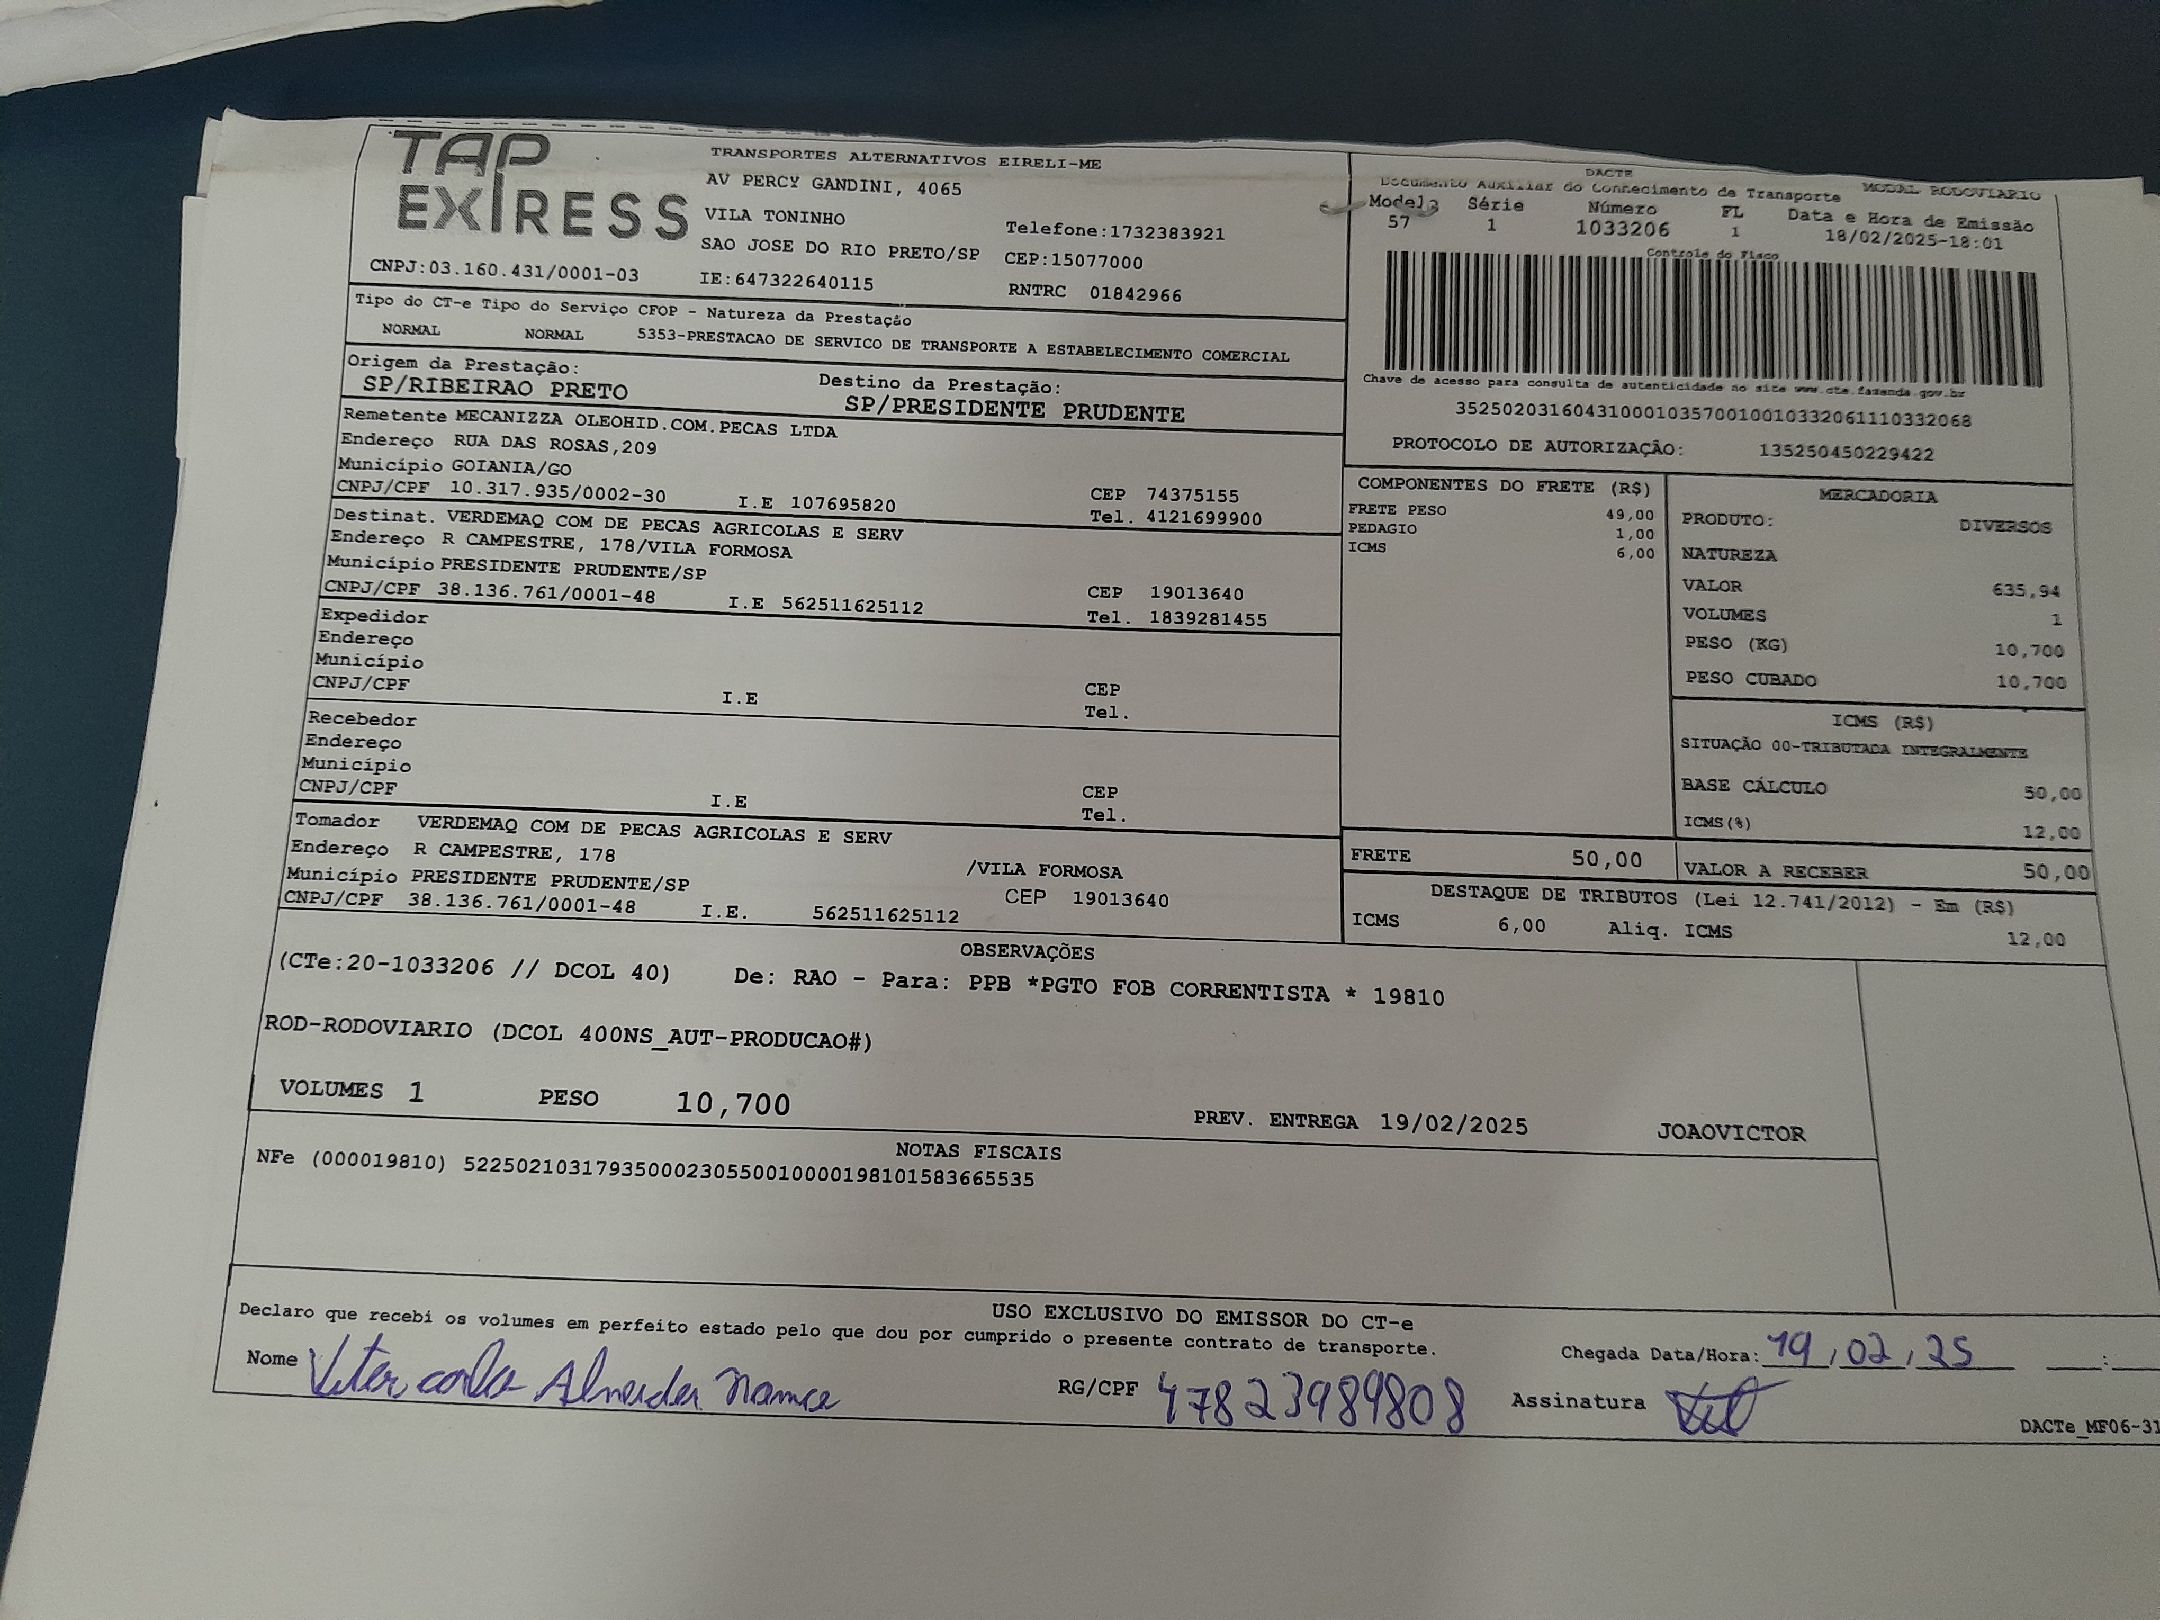 TAP
EXPRESS
TRANSPORTES ALTERNATIVOS EIRELI-ME
AV PERCY GANDINI, 4065
VILA TONINHO
Telefone:1732383921
SAO JOSE DO RIO PRETO/SP CEP:15077000
CNPJ:03.160.431/0001-03 IE:647322640115 RNTRC 01842966
DACTE
Documento Auxiliar do Conhecimento de Transporte MODAL RODOVIARIO
Modelo Série Número FL Data e Hora de Emissão
57 1 1033206 1 18/02/2025-18:01
Controle do Fisco
Chave de acesso para consulta de autenticidade no site www.cte.fazenda.gov.br
35250203160431000103570010010332061110332068
PROTOCOLO DE AUTORIZAÇÃO: 135250450229422
Tipo do CT-e Tipo do Serviço CFOP - Natureza da Prestação
NORMAL NORMAL 5353-PRESTACAO DE SERVICO DE TRANSPORTE A ESTABELECIMENTO COMERCIAL
Origem da Prestação: Destino da Prestação:
SP/RIBEIRAO PRETO SP/PRESIDENTE PRUDENTE
Remetente MECANIZZA OLEOHID.COM.PECAS LTDA
Endereço RUA DAS ROSAS,209
Município GOIANIA/GO CEP 74375155
CNPJ/CPF 10.317.935/0002-30 I.E 107695820 Tel. 4121699900
Destinat. VERDEMAQ COM DE PECAS AGRICOLAS E SERV
Endereço R CAMPESTRE, 178/VILA FORMOSA
Município PRESIDENTE PRUDENTE/SP CEP 19013640
CNPJ/CPF 38.136.761/0001-48 I.E 562511625112 Tel. 1839281455
Expedidor
Endereço
Município CEP
CNPJ/CPF I.E Tel.
Recebedor
Endereço
Município CEP
CNPJ/CPF I.E Tel.
Tomador VERDEMAQ COM DE PECAS AGRICOLAS E SERV
Endereço R CAMPESTRE, 178 /VILA FORMOSA
Município PRESIDENTE PRUDENTE/SP CEP 19013640
CNPJ/CPF 38.136.761/0001-48 I.E. 562511625112
COMPONENTES DO FRETE (R$)
FRETE PESO 49,00
PEDAGIO 1,00
ICMS 6,00
MERCADORIA
PRODUTO: DIVERSOS
NATUREZA
VALOR 635,94
VOLUMES 1
PESO (KG) 10,700
PESO CUBADO 10,700
ICMS (R$)
SITUAÇÃO 00-TRIBUTADA INTEGRALMENTE
BASE CÁLCULO 50,00
ICMS(%) 12,00
FRETE 50,00 VALOR A RECEBER 50,00
DESTAQUE DE TRIBUTOS (Lei 12.741/2012) - Em (R$)
ICMS 6,00 Aliq. ICMS 12,00
OBSERVAÇÕES
(CTe:20-1033206 // DCOL 40) De: RAO - Para: PPB *PGTO FOB CORRENTISTA * 19810
ROD-RODOVIARIO (DCOL 400NS_AUT-PRODUCAO#)
VOLUMES 1 PESO 10,700 PREV. ENTREGA 19/02/2025 JOAOVICTOR
NOTAS FISCAIS
NFe (000019810) 52250210317935000230550010000198101583665535
USO EXCLUSIVO DO EMISSOR DO CT-e
Declaro que recebi os volumes em perfeito estado pelo que dou por cumprido o presente contrato de transporte.
Chegada Data/Hora: 19/02/25 :
Nome Almeida RG/CPF 47823989808 Assinatura
DACTe_MF06-31